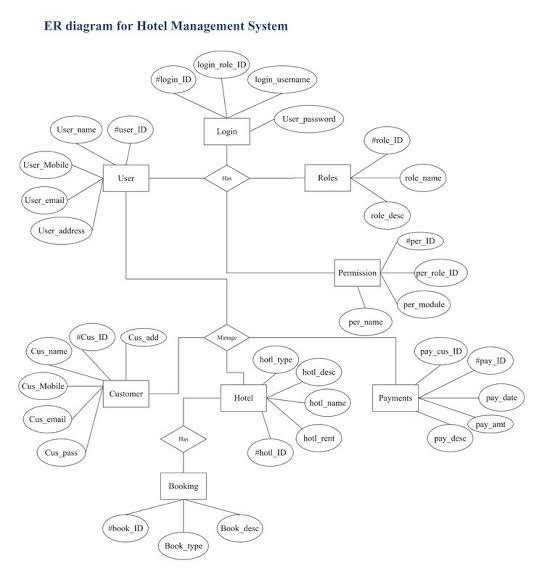 ER diagram for Hotel Management System
login_role_ID
#login_ID
login_username
User_password
Login
User_name
#user_ID
User_Mobile
User_email
User_address
User
Has
Roles
#role_ID
role_name
role_desc
Permission
#per_ID
per_role_ID
per_module
per_name
Manage
#Cus_ID
Cus_add
Cus_name
Cus_Mobile
Cus_email
Cus_pass
Customer
hotl_type
hotl_desc
hotl_name
hotl_rent
#hotl_ID
Hotel
pay_cus_ID
#pay_ID
pay_date
pay_amt
pay_desc
Payments
Has
Booking
#book_ID
Book_type
Book_desc